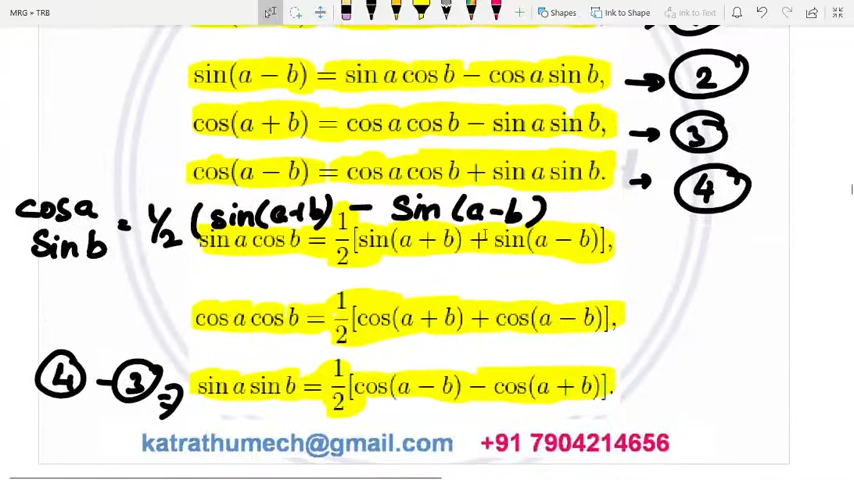 MRG » TRB
Shapes Ink to Shape Ink to Text
sin(a − b) = sin a cos b − cos a sin b, → 2
cos(a + b) = cos a cos b − sin a sin b, → 3
cos(a − b) = cos a cos b + sin a sin b. → 4
cosa sinb = 1/2 (sin(a+b) − sin(a-b)
sin a cos b = 1/2[sin(a + b) + sin(a − b)],
cos a cos b = 1/2[cos(a + b) + cos(a − b)],
4 − 3 ⇒ sin a sin b = 1/2[cos(a − b) − cos(a + b)].
katrathumech@gmail.com +91 7904214656